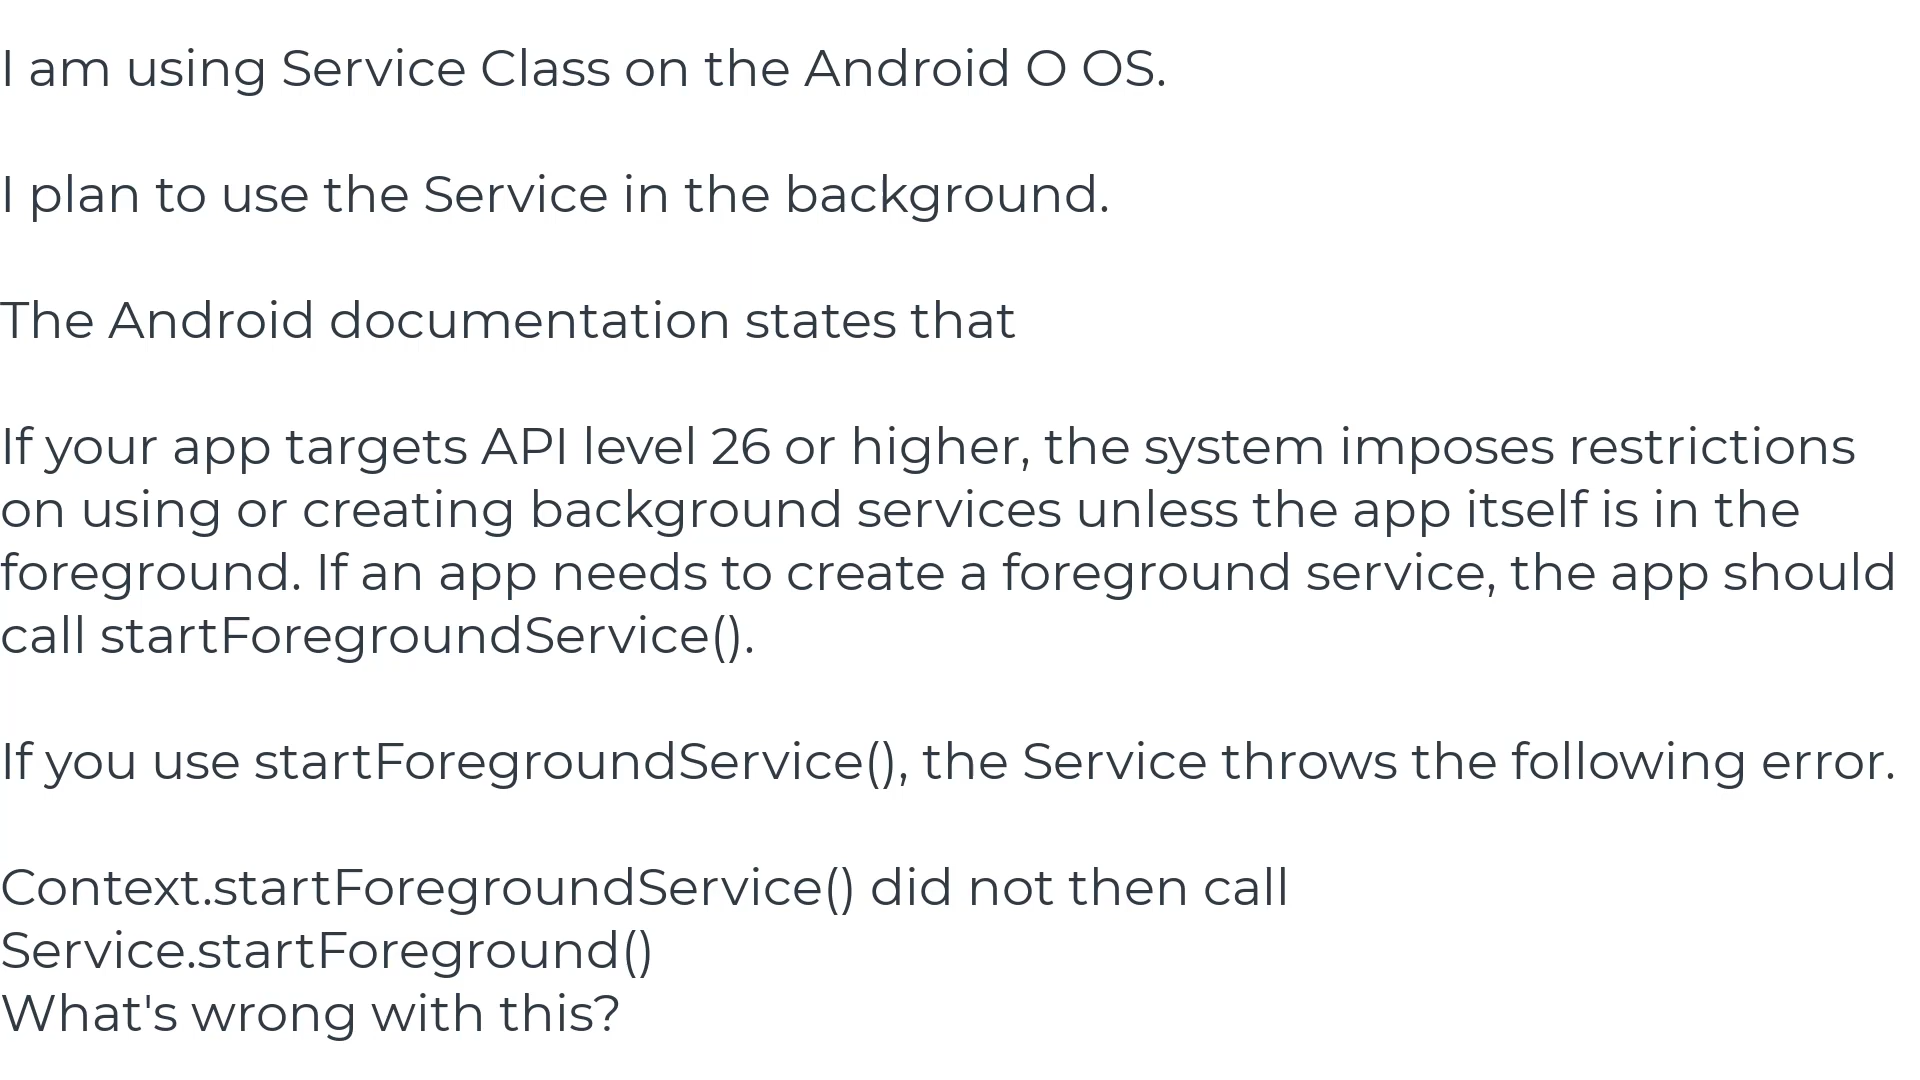 I am using Service Class on the Android O OS.
I plan to use the Service in the background.
The Android documentation states that
If your app targets API level 26 or higher, the system imposes restrictions
on using or creating background services unless the app itself is in the
foreground. If an app needs to create a foreground service, the app should
call startForegroundService().
If you use startForegroundService(), the Service throws the following error.
Context.startForegroundService() did not then call
Service.startForeground()
What's wrong with this?